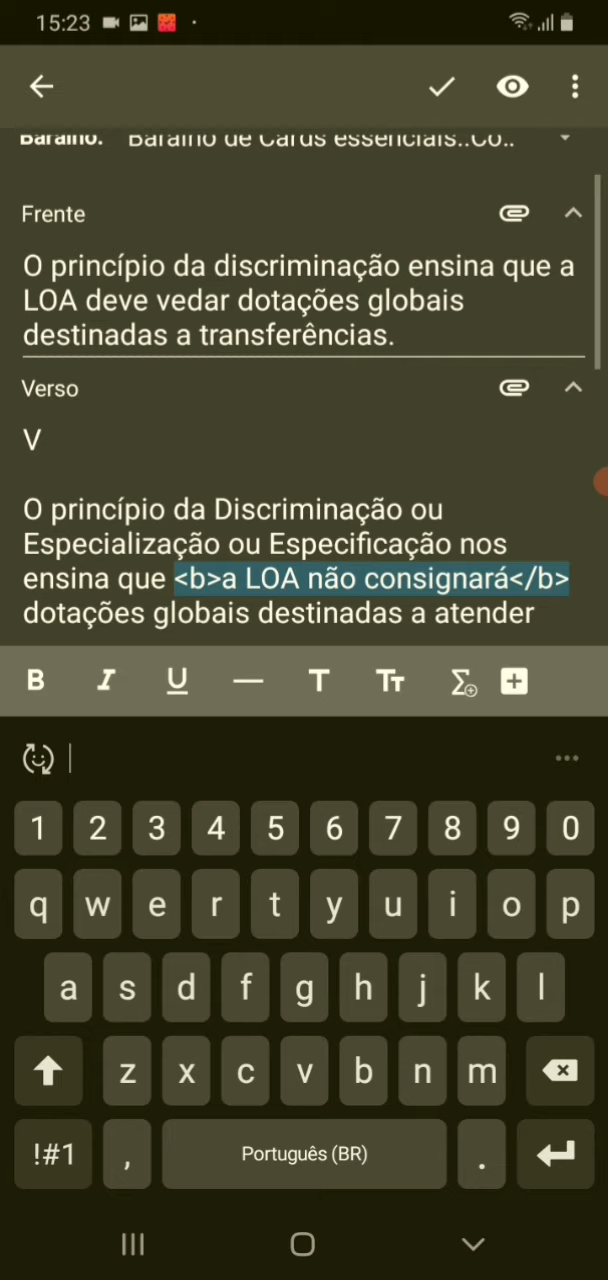 15:23
Baralho: Baralho de Cards essenciais..Co..
Frente
O princípio da discriminação ensina que a
LOA deve vedar dotações globais
destinadas a transferências.
Verso
V
O princípio da Discriminação ou
Especialização ou Especificação nos
ensina que <b>a LOA não consignará</b>
dotações globais destinadas a atender
B I U — T TT Σ
1 2 3 4 5 6 7 8 9 0
q w e r t y u i o p
a s d f g h j k l
z x c v b n m
!#1 , Português (BR) .